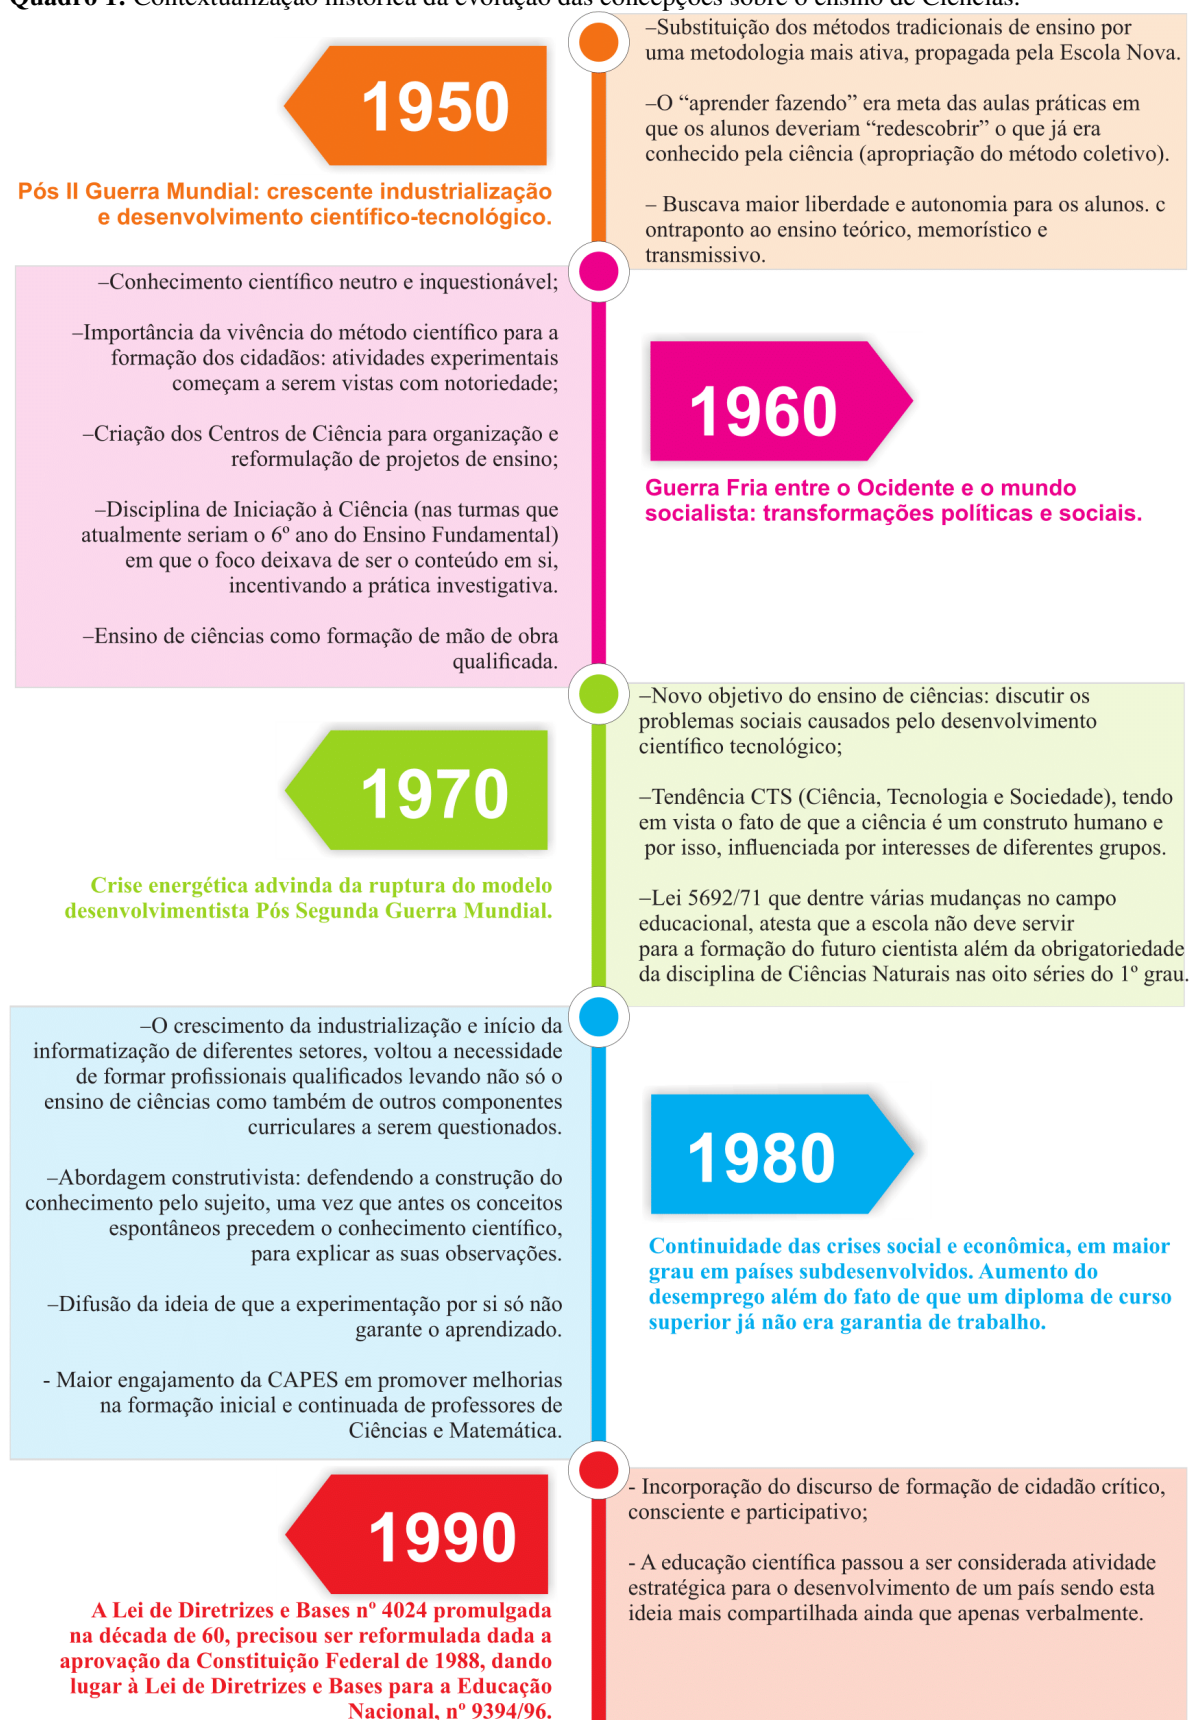 Quadro 1: Contextualização histórica da evolução das concepções sobre o ensino de Ciências.
1950
Pós II Guerra Mundial: crescente industrialização
e desenvolvimento científico-tecnológico.
–Substituição dos métodos tradicionais de ensino por
uma metodologia mais ativa, propagada pela Escola Nova.
–O “aprender fazendo” era meta das aulas práticas em
que os alunos deveriam “redescobrir” o que já era
conhecido pela ciência (apropriação do método coletivo).
– Buscava maior liberdade e autonomia para os alunos. c
ontraponto ao ensino teórico, memorístico e
transmissivo.
1960
Guerra Fria entre o Ocidente e o mundo
socialista: transformações políticas e sociais.
–Conhecimento científico neutro e inquestionável;
–Importância da vivência do método científico para a
formação dos cidadãos: atividades experimentais
começam a serem vistas com notoriedade;
–Criação dos Centros de Ciência para organização e
reformulação de projetos de ensino;
–Disciplina de Iniciação à Ciência (nas turmas que
atualmente seriam o 6º ano do Ensino Fundamental)
em que o foco deixava de ser o conteúdo em si,
incentivando a prática investigativa.
–Ensino de ciências como formação de mão de obra
qualificada.
1970
Crise energética advinda da ruptura do modelo
desenvolvimentista Pós Segunda Guerra Mundial.
–Novo objetivo do ensino de ciências: discutir os
problemas sociais causados pelo desenvolvimento
científico tecnológico;
–Tendência CTS (Ciência, Tecnologia e Sociedade), tendo
em vista o fato de que a ciência é um construto humano e
por isso, influenciada por interesses de diferentes grupos.
–Lei 5692/71 que dentre várias mudanças no campo
educacional, atesta que a escola não deve servir
para a formação do futuro cientista além da obrigatoriedade
da disciplina de Ciências Naturais nas oito séries do 1º grau.
1980
Continuidade das crises social e econômica, em maior
grau em países subdesenvolvidos. Aumento do
desemprego além do fato de que um diploma de curso
superior já não era garantia de trabalho.
–O crescimento da industrialização e início da
informatização de diferentes setores, voltou a necessidade
de formar profissionais qualificados levando não só o
ensino de ciências como também de outros componentes
curriculares a serem questionados.
–Abordagem construtivista: defendendo a construção do
conhecimento pelo sujeito, uma vez que antes os conceitos
espontâneos precedem o conhecimento científico,
para explicar as suas observações.
–Difusão da ideia de que a experimentação por si só não
garante o aprendizado.
- Maior engajamento da CAPES em promover melhorias
na formação inicial e continuada de professores de
Ciências e Matemática.
1990
A Lei de Diretrizes e Bases nº 4024 promulgada
na década de 60, precisou ser reformulada dada a
aprovação da Constituição Federal de 1988, dando
lugar à Lei de Diretrizes e Bases para a Educação
Nacional, nº 9394/96.
- Incorporação do discurso de formação de cidadão crítico,
consciente e participativo;
- A educação científica passou a ser considerada atividade
estratégica para o desenvolvimento de um país sendo esta
ideia mais compartilhada ainda que apenas verbalmente.